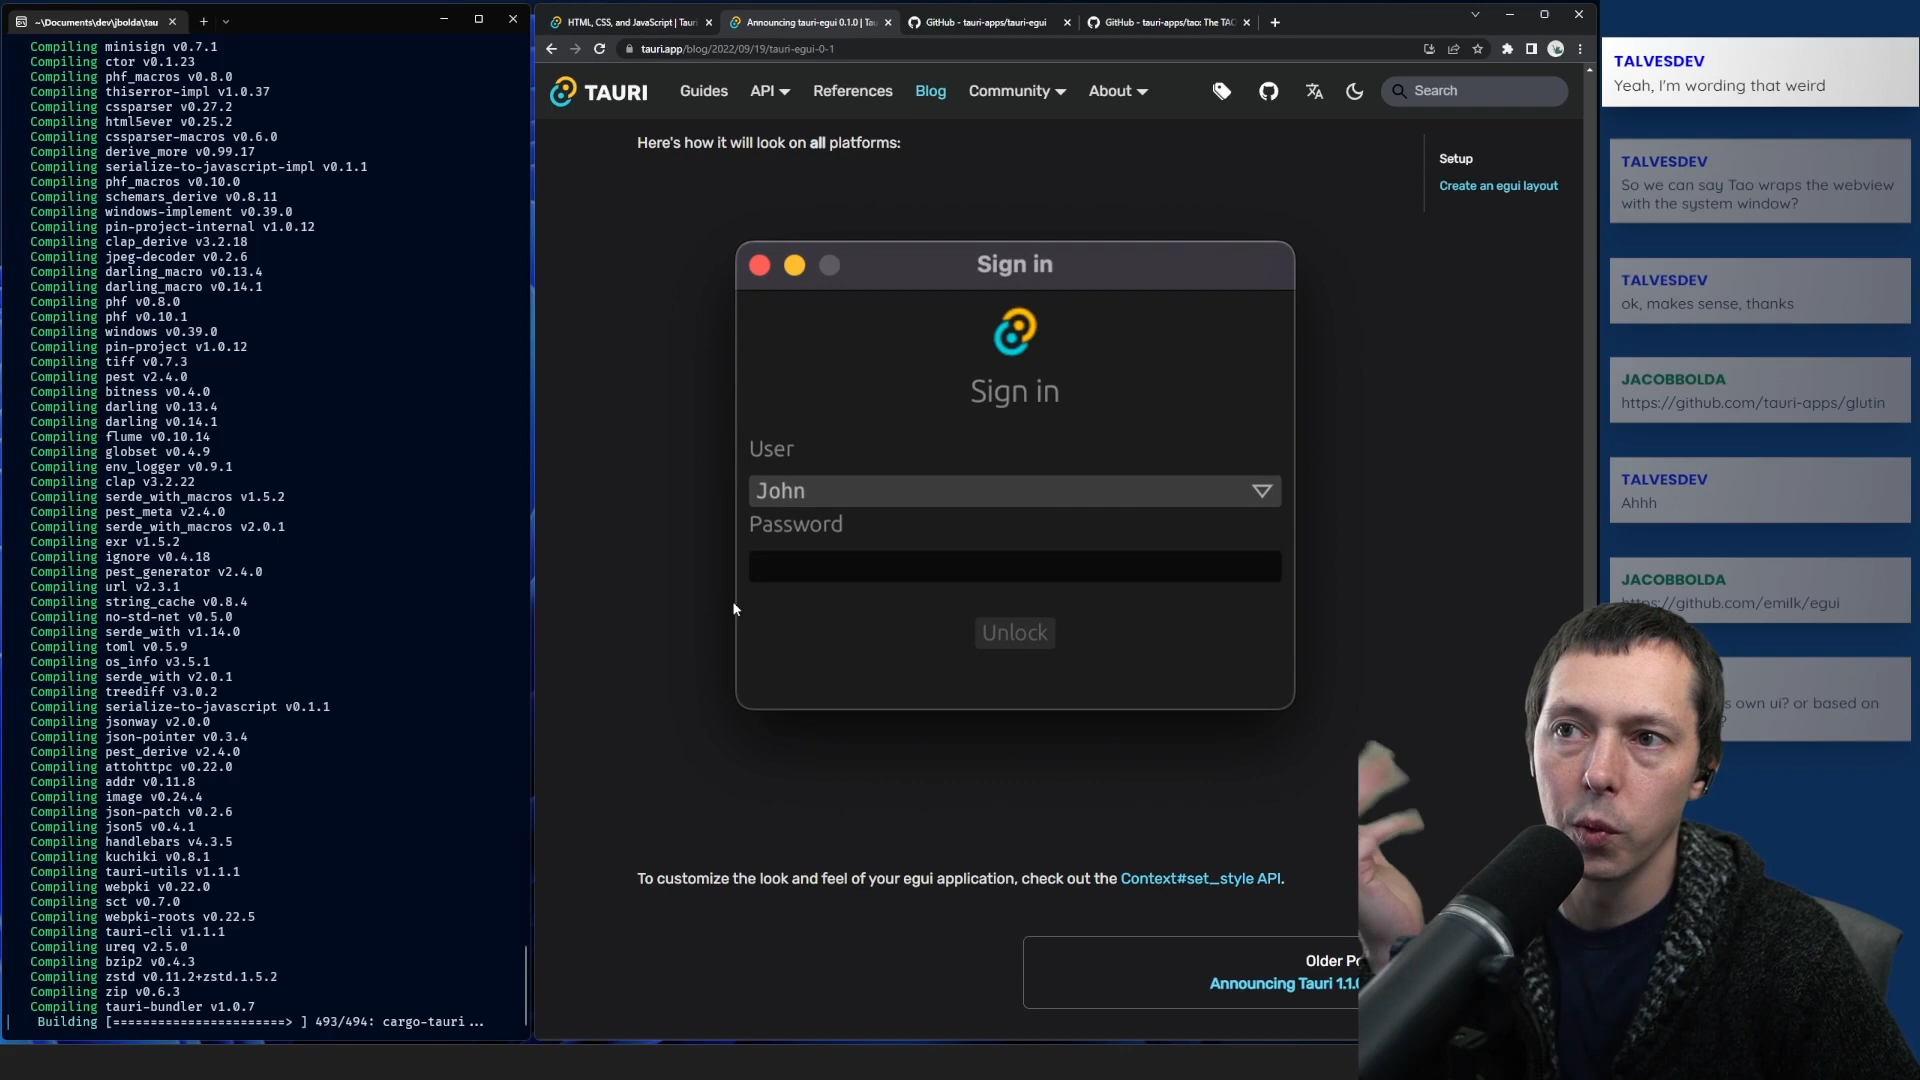 ~\Documents\dev\jbolda\tau
Compiling minisign v0.7.1
Compiling ctor v0.1.23
Compiling phf_macros v0.8.0
Compiling thiserror-impl v1.0.37
Compiling cssparser v0.27.2
Compiling html5ever v0.25.2
Compiling cssparser-macros v0.6.0
Compiling derive_more v0.99.17
Compiling serialize-to-javascript-impl v0.1.1
Compiling phf_macros v0.10.0
Compiling schemars_derive v0.8.11
Compiling windows-implement v0.39.0
Compiling pin-project-internal v1.0.12
Compiling clap_derive v3.2.18
Compiling jpeg-decoder v0.2.6
Compiling darling_macro v0.13.4
Compiling darling_macro v0.14.1
Compiling phf v0.8.0
Compiling phf v0.10.1
Compiling windows v0.39.0
Compiling pin-project v1.0.12
Compiling tiff v0.7.3
Compiling pest v2.4.0
Compiling bitness v0.4.0
Compiling darling v0.13.4
Compiling darling v0.14.1
Compiling flume v0.10.14
Compiling globset v0.4.9
Compiling env_logger v0.9.1
Compiling clap v3.2.22
Compiling serde_with_macros v1.5.2
Compiling pest_meta v2.4.0
Compiling serde_with_macros v2.0.1
Compiling exr v1.5.2
Compiling ignore v0.4.18
Compiling pest_generator v2.4.0
Compiling url v2.3.1
Compiling string_cache v0.8.4
Compiling no-std-net v0.5.0
Compiling serde_with v1.14.0
Compiling toml v0.5.9
Compiling os_info v3.5.1
Compiling serde_with v2.0.1
Compiling treediff v3.0.2
Compiling serialize-to-javascript v0.1.1
Compiling jsonway v2.0.0
Compiling json-pointer v0.3.4
Compiling pest_derive v2.4.0
Compiling attohttpc v0.22.0
Compiling addr v0.11.8
Compiling image v0.24.4
Compiling json-patch v0.2.6
Compiling json5 v0.4.1
Compiling handlebars v4.3.5
Compiling kuchiki v0.8.1
Compiling tauri-utils v1.1.1
Compiling webpki v0.22.0
Compiling sct v0.7.0
Compiling webpki-roots v0.22.5
Compiling tauri-cli v1.1.1
Compiling ureq v2.5.0
Compiling bzip2 v0.4.3
Compiling zstd v0.11.2+zstd.1.5.2
Compiling zip v0.6.3
Compiling tauri-bundler v1.0.7
Building [=======================> ] 493/494: cargo-tauri...
HTML, CSS, and JavaScript | Tauri
Announcing tauri-egui 0.1.0 | Tau
GitHub - tauri-apps/tauri-egui
GitHub - tauri-apps/tao: The TAO
tauri.app/blog/2022/09/19/tauri-egui-0-1
TAURI
Guides
API
References
Blog
Community
About
Search
Here's how it will look on all platforms:
Sign in
Sign in
User
John
Password
Unlock
To customize the look and feel of your egui application, check out the Context#set_style API.
Older Po
Announcing Tauri 1.1.0
Setup
Create an egui layout
TALVESDEV
Yeah, I'm wording that weird
TALVESDEV
So we can say Tao wraps the webview
with the system window?
TALVESDEV
ok, makes sense, thanks
JACOBBOLDA
https://github.com/tauri-apps/glutin
TALVESDEV
Ahhh
JACOBBOLDA
https://github.com/emilk/egui
s own ui? or based on
?